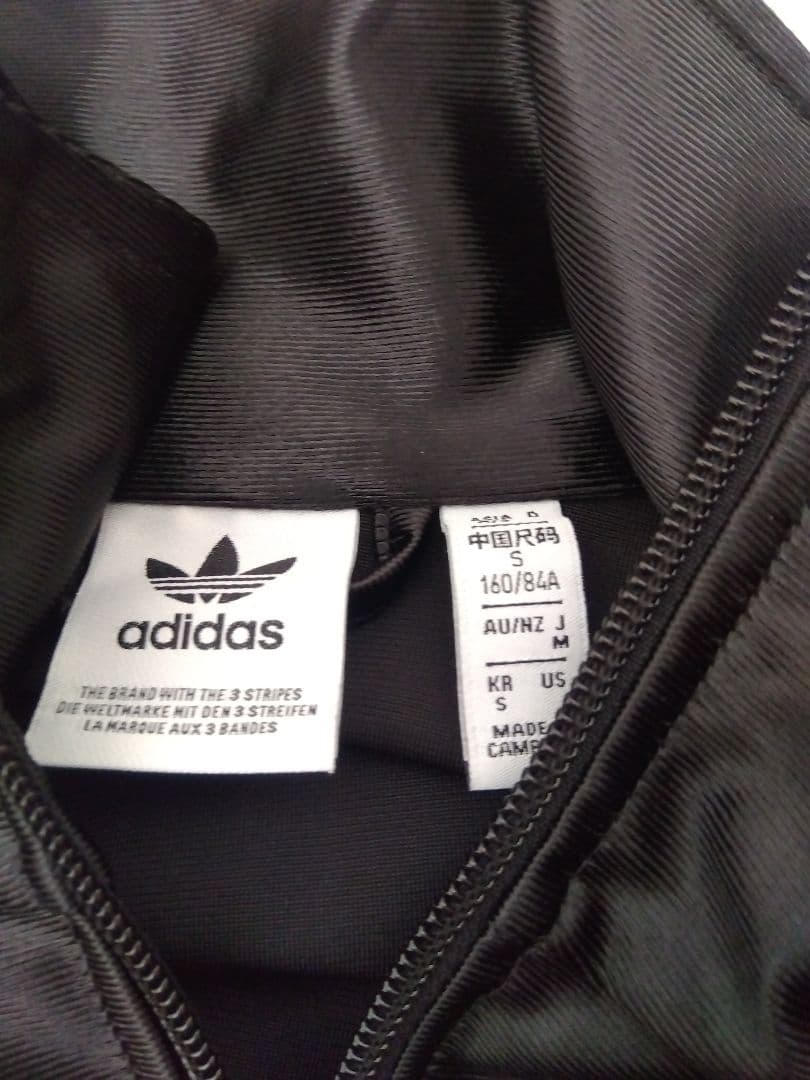 adidas
THE BRAND WITH THE 3 STRIPES
DIE WELTMARKE MIT DEN 3 STREIFEN
LA MARQUE AUX 3 BANDES
中国尺码
S
160/84A
AU/NZ J
M
KR US
S
MADE